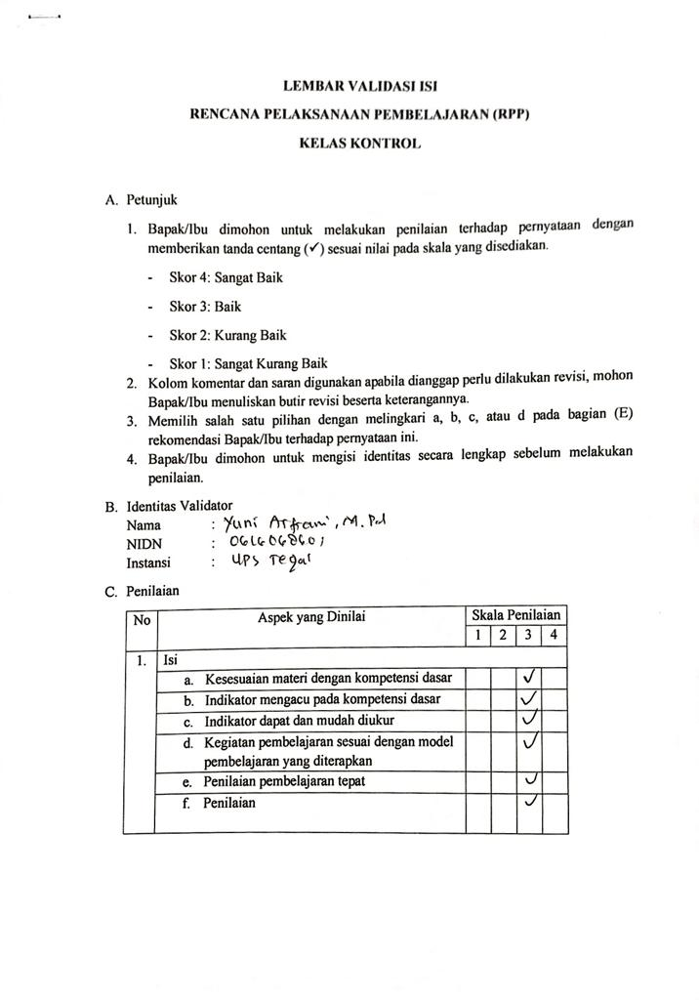 LEMBAR VALIDASI ISI
RENCANA PELAKSANAAN PEMBELAJARAN (RPP)
KELAS KONTROL
A. Petunjuk
1. Bapak/Ibu dimohon untuk melakukan penilaian terhadap pernyataan dengan
memberikan tanda centang (✓) sesuai nilai pada skala yang disediakan.
- Skor 4: Sangat Baik
- Skor 3: Baik
- Skor 2: Kurang Baik
- Skor 1: Sangat Kurang Baik
2. Kolom komentar dan saran digunakan apabila dianggap perlu dilakukan revisi, mohon
Bapak/Ibu menuliskan butir revisi beserta keterangannya.
3. Memilih salah satu pilihan dengan melingkari a, b, c, atau d pada bagian (E)
rekomendasi Bapak/Ibu terhadap pernyataan ini.
4. Bapak/Ibu dimohon untuk mengisi identitas secara lengkap sebelum melakukan
penilaian.
B. Identitas Validator
Nama : Yuni Arfiani, M.Pd
NIDN :
Instansi : UPS Tegal
C. Penilaian
No Aspek yang Dinilai Skala Penilaian
1 2 3 4
1. Isi
a. Kesesuaian materi dengan kompetensi dasar ✓
b. Indikator mengacu pada kompetensi dasar ✓
c. Indikator dapat dan mudah diukur ✓
d. Kegiatan pembelajaran sesuai dengan model ✓
pembelajaran yang diterapkan
e. Penilaian pembelajaran tepat ✓
f. Penilaian ✓